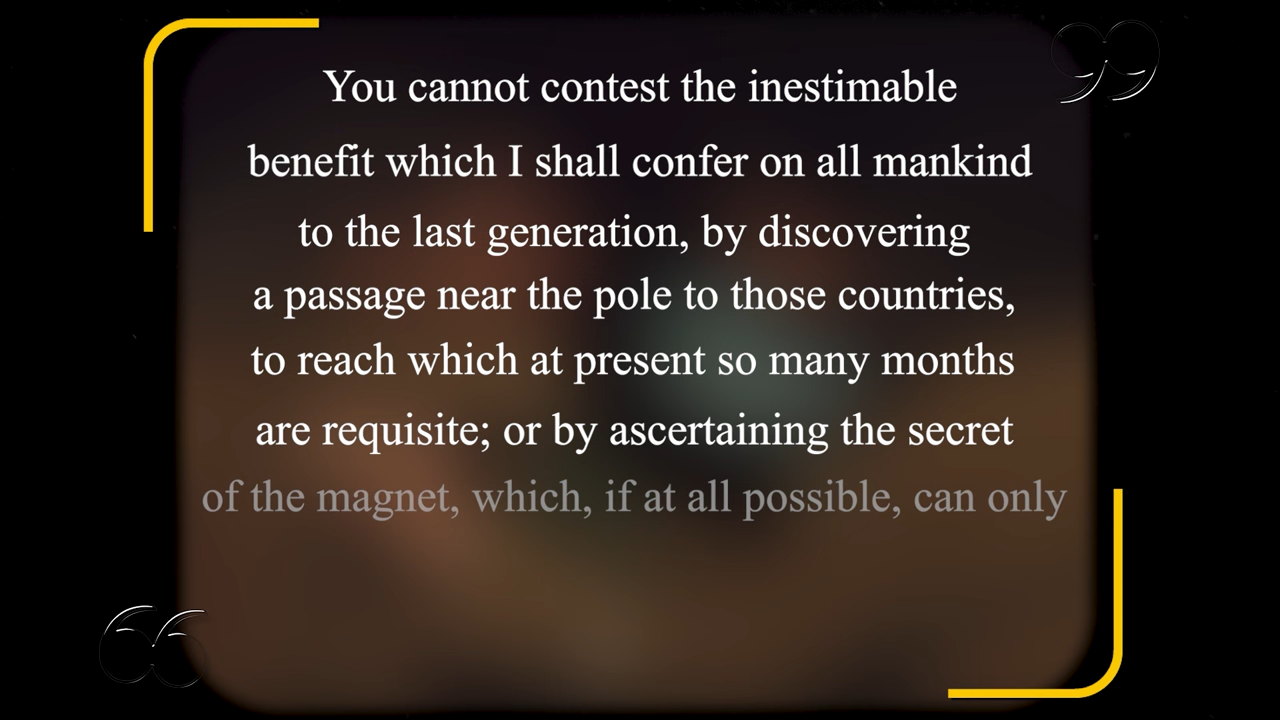 You cannot contest the inestimable
benefit which I shall confer on all mankind
to the last generation, by discovering
a passage near the pole to those countries,
to reach which at present so many months
are requisite; or by ascertaining the secret
of the magnet, which, if at all possible, can only